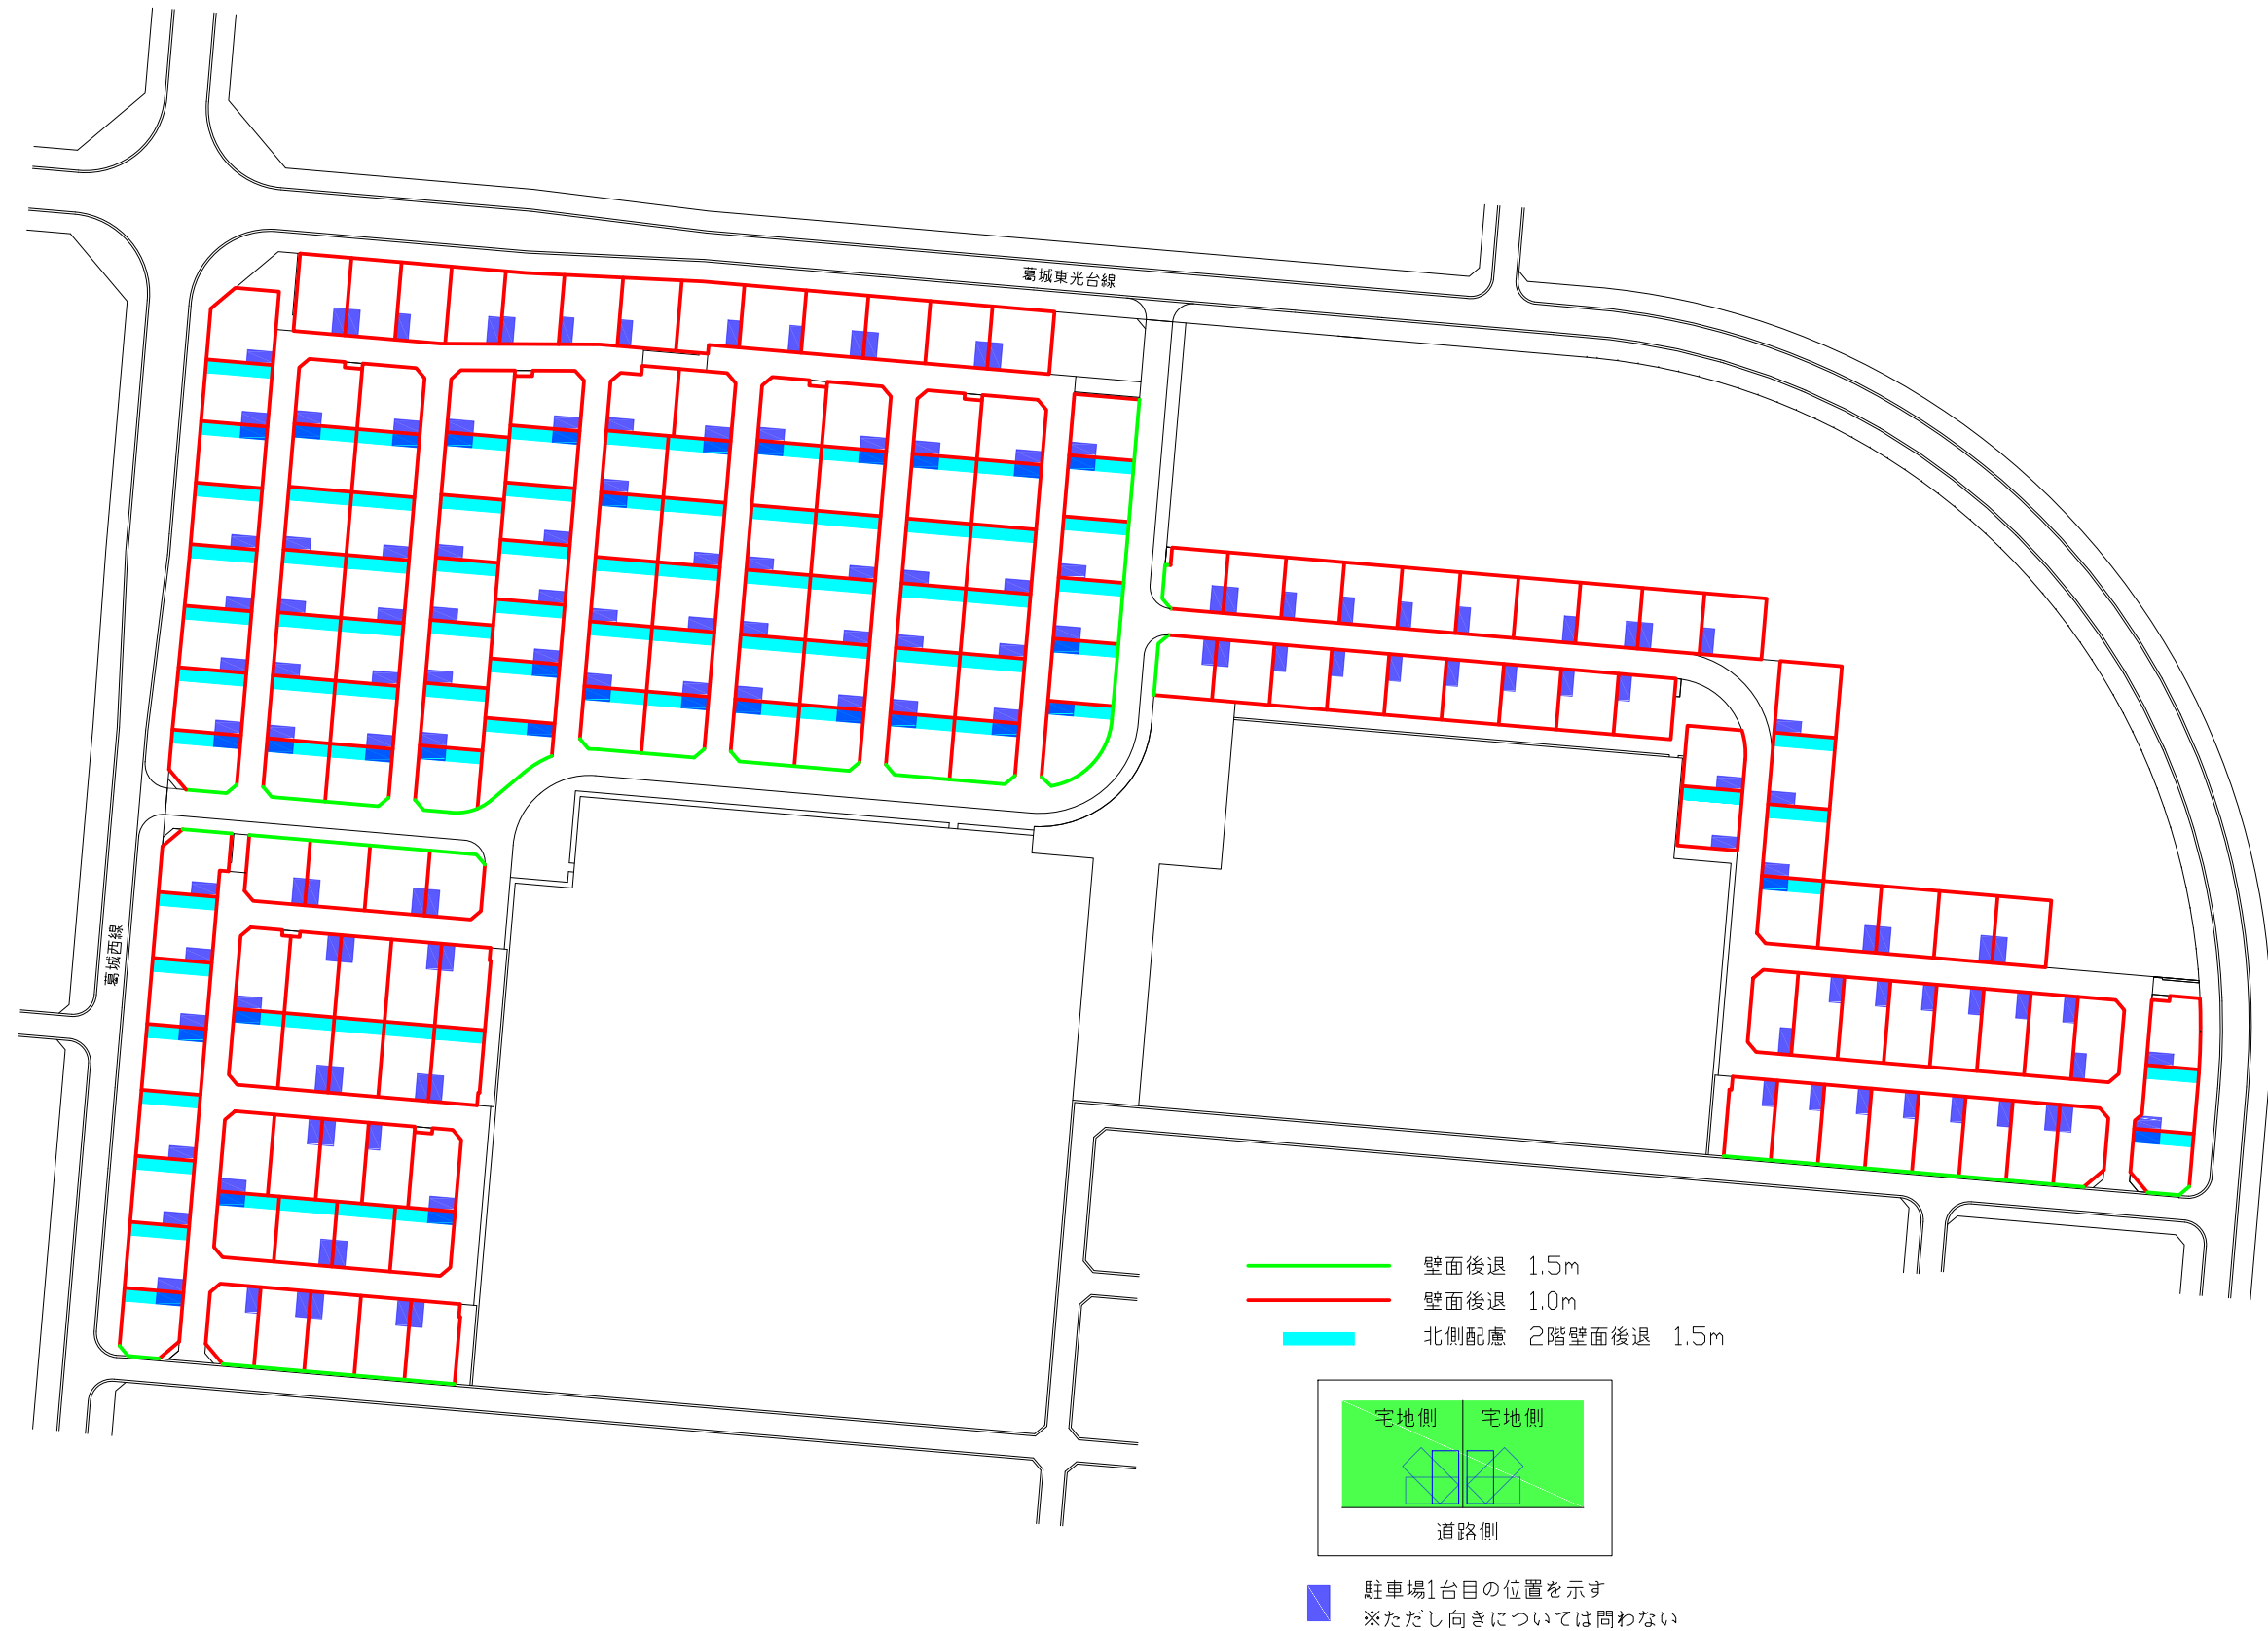 葛城東光台線
葛城西線
壁面後退 1.5m
壁面後退 1.0m
北側配慮 2階壁面後退 1.5m
宅地側 宅地側
道路側
駐車場1台目の位置を示す
※ただし向きについては問わない